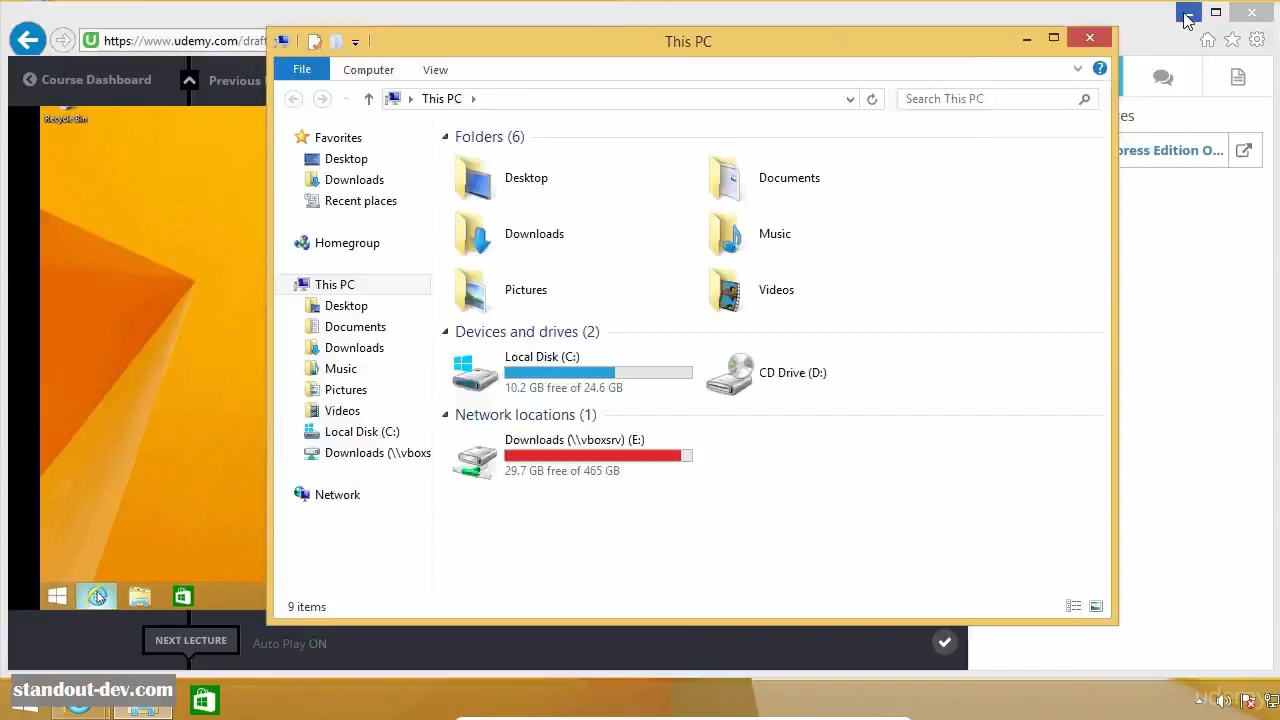 This PC
https://www.udemy.com/draft
Course Dashboard
Previous
File
Computer
View
This PC
Search This PC
Recycle Bin
Favorites
Desktop
Downloads
Recent places
Homegroup
This PC
Desktop
Documents
Downloads
Music
Pictures
Videos
Local Disk (C:)
Downloads (\\vboxs
Network
Folders (6)
Desktop
Documents
Downloads
Music
Pictures
Videos
Devices and drives (2)
Local Disk (C:)
10.2 GB free of 24.6 GB
CD Drive (D:)
Network locations (1)
Downloads (\\vboxsrv) (E:)
29.7 GB free of 465 GB
9 items
es
press Edition O...
NEXT LECTURE
Auto Play ON
standout-dev.com
udemy